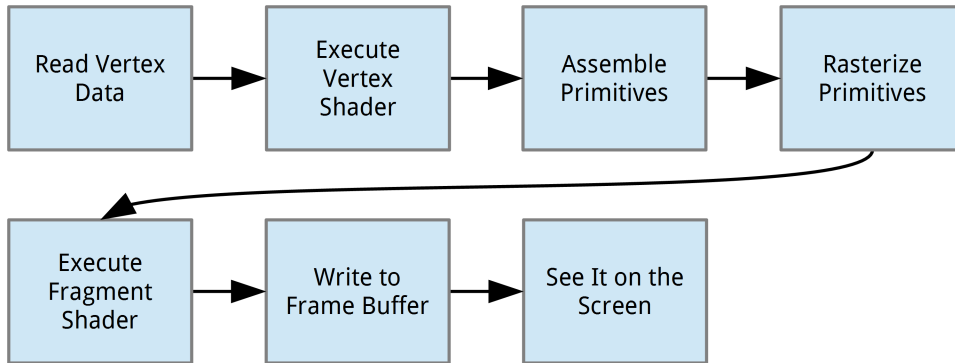 Read Vertex
Data
Execute
Vertex
Shader
Assemble
Primitives
Rasterize
Primitives
Execute
Fragment
Shader
Write to
Frame Buffer
See It on the
Screen